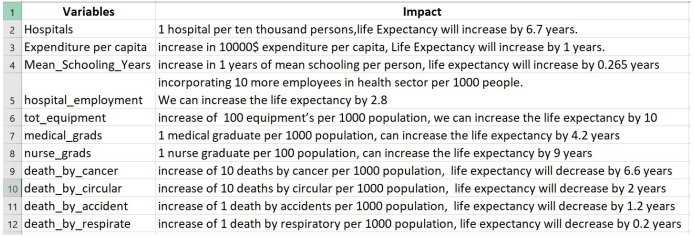 1 Variables Impact
2 Hospitals 1 hospital per ten thousand persons,life Expectancy will increase by 6.7 years.
3 Expenditure per capita increase in 10000$ expenditure per capita, Life Expectancy will increase by 1 years.
4 Mean_Schooling_Years increase in 1 years of mean schooling per person, life expectancy will increase by 0.265 years
incorporating 10 more employees in health sector per 1000 people.
5 hospital_employment We can increase the life expectancy by 2.8
6 tot_equipment increase of 100 equipment's per 1000 population, we can increase the life expectancy by 10
7 medical_grads 1 medical graduate per 1000 population, can increase the life expectancy by 4.2 years
8 nurse_grads 1 nurse graduate per 100 population, can increase the life expectancy by 9 years
9 death_by_cancer increase of 10 deaths by cancer per 1000 population, life expectancy will decrease by 6.6 years
10 death_by_circular increase of 10 deaths by circular per 1000 population, life expectancy will decrease by 2 years
11 death_by_accident increase of 1 death by accidents per 1000 population, life expectancy will decrease by 1.2 years
12 death_by_respirate increase of 1 death by respiratory per 1000 population, life expectancy will decrease by 0.2 years